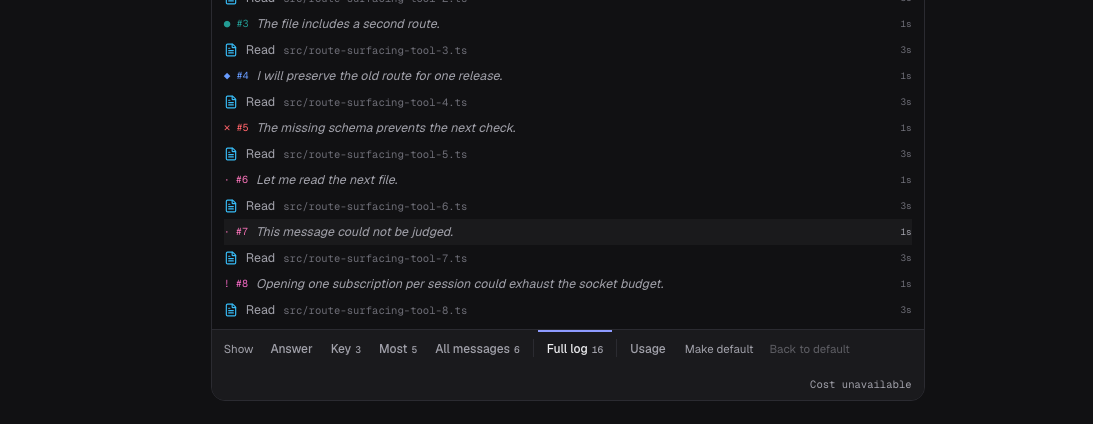 #3 The file includes a second route. 1s
Read src/route-surfacing-tool-3.ts 3s
#4 I will preserve the old route for one release. 1s
Read src/route-surfacing-tool-4.ts 3s
× #5 The missing schema prevents the next check. 1s
Read src/route-surfacing-tool-5.ts 3s
· #6 Let me read the next file. 1s
Read src/route-surfacing-tool-6.ts 3s
· #7 This message could not be judged. 1s
Read src/route-surfacing-tool-7.ts 3s
! #8 Opening one subscription per session could exhaust the socket budget. 1s
Read src/route-surfacing-tool-8.ts 3s
Show Answer Key 3 Most 5 All messages 6 Full log 16 Usage Make default Back to default
Cost unavailable